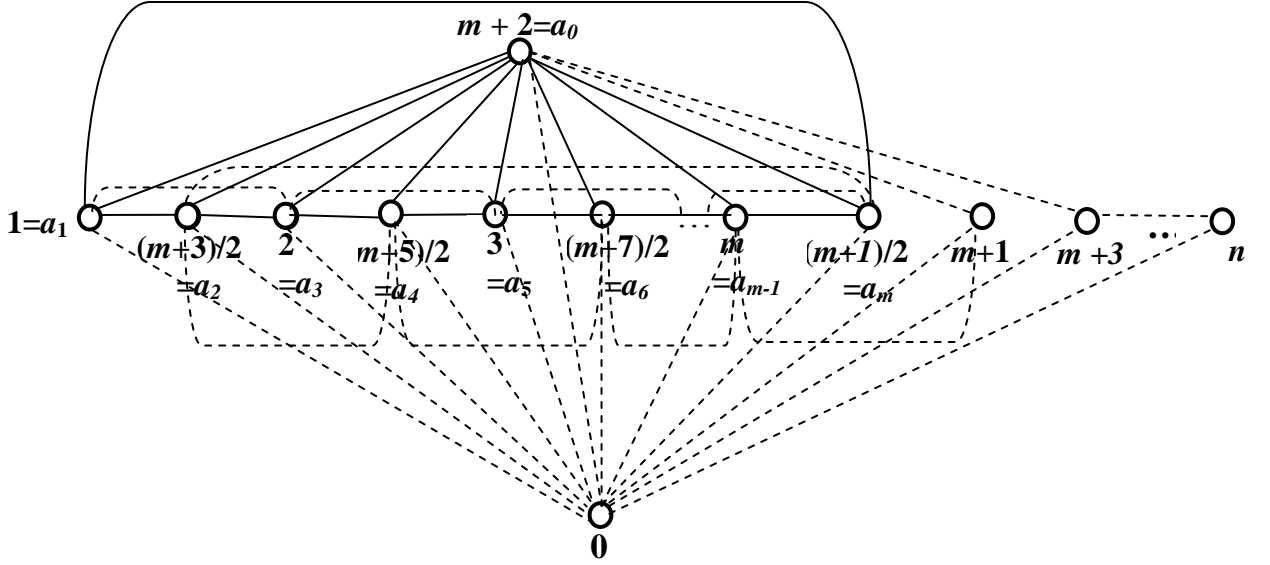 m + 2=a₀
1=a₁ (m+3)/2 2 m+5)/2 3 (m+7)/2 ... m (m+1)/2 m+1 m +3 .. n
=a₂ =a₃ =a₄ =a₅ =a₆ =aₘ₋₁ =aₘ
0